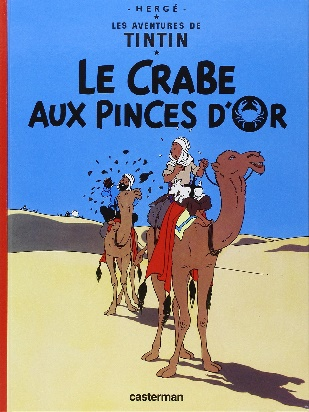 - HERGÉ -
LES AVENTURES DE
TINTIN
LE CRABE
AUX PINCES D'OR
casterman